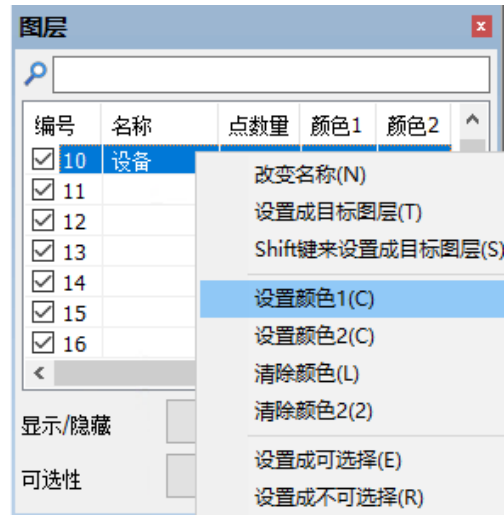 图层
编号 名称 点数里 颜色1 颜色2
10 设备
11
12
13
14
15
16
改变名称(N)
设置成目标图层(T)
Shift键来设置成目标图层(S)
设置颜色1(C)
设置颜色2(C)
清除颜色(L)
清除颜色2(2)
设置成可选择(E)
设置成不可选择(R)
显示/隐藏
可选性